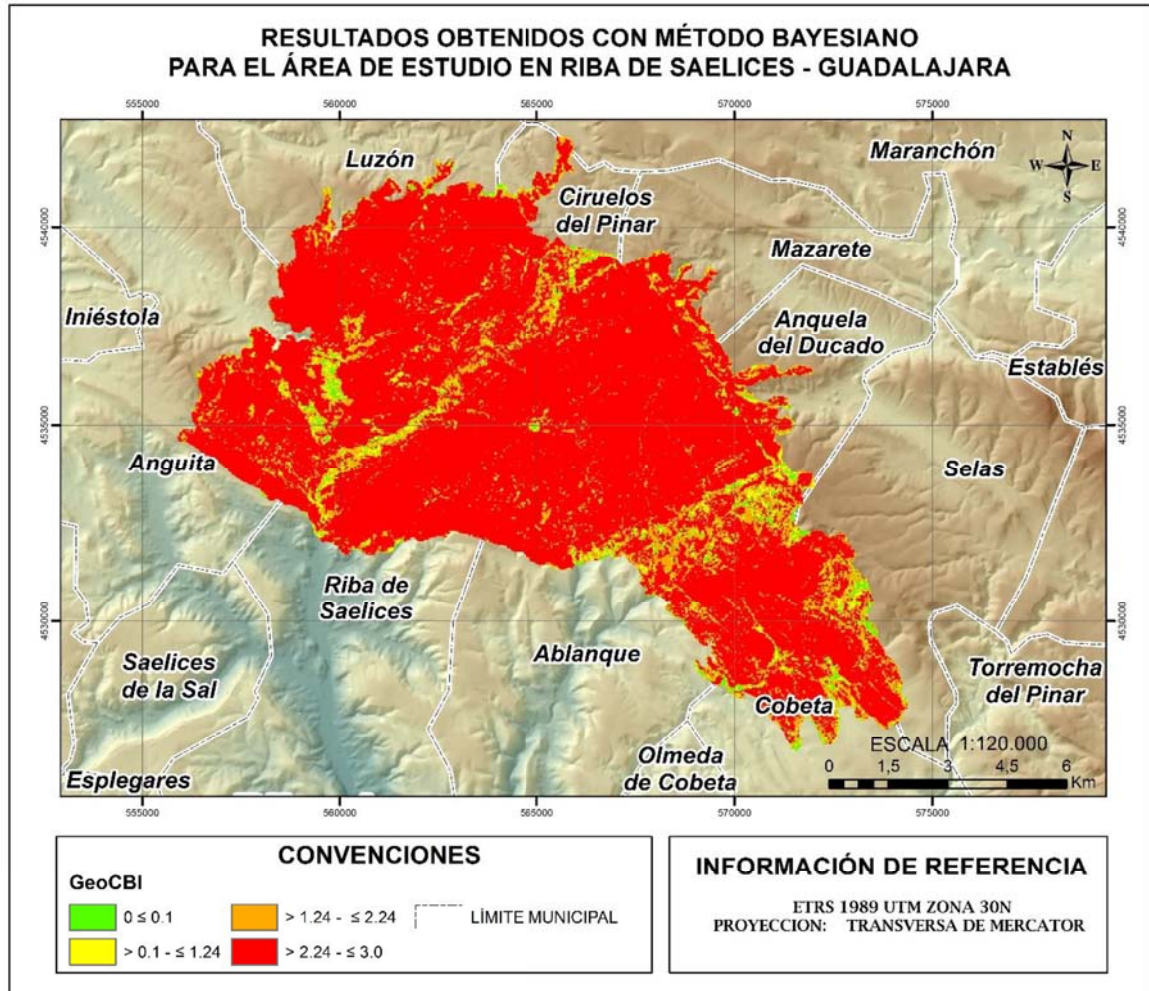 RESULTADOS OBTENIDOS CON MÉTODO BAYESIANO
PARA EL ÁREA DE ESTUDIO EN RIBA DE SAELICES - GUADALAJARA
555000
560000
565000
570000
575000
N
W E
S
Luzón
Maranchón
Ciruelos
del Pinar
4540000
4540000
Mazarete
Iniéstola
Anquela
del Ducado
Establés
4535000
4535000
Anguita
Selas
Riba de
Saelices
4530000
4530000
Ablanque
Saelices
de la Sal
Torremocha
del Pinar
Cobeta
ESCALA 1:120.000
Olmeda
de Cobeta
0 1,5 3 4,5 6
Km
Esplegares
555000
560000
565000
570000
575000
CONVENCIONES
GeoCBI
0 ≤ 0.1
> 1.24 - ≤ 2.24
LÍMITE MUNICIPAL
> 0.1 - ≤ 1.24
> 2.24 - ≤ 3.0
INFORMACIÓN DE REFERENCIA
ETRS 1989 UTM ZONA 30N
PROYECCION: TRANSVERSA DE MERCATOR